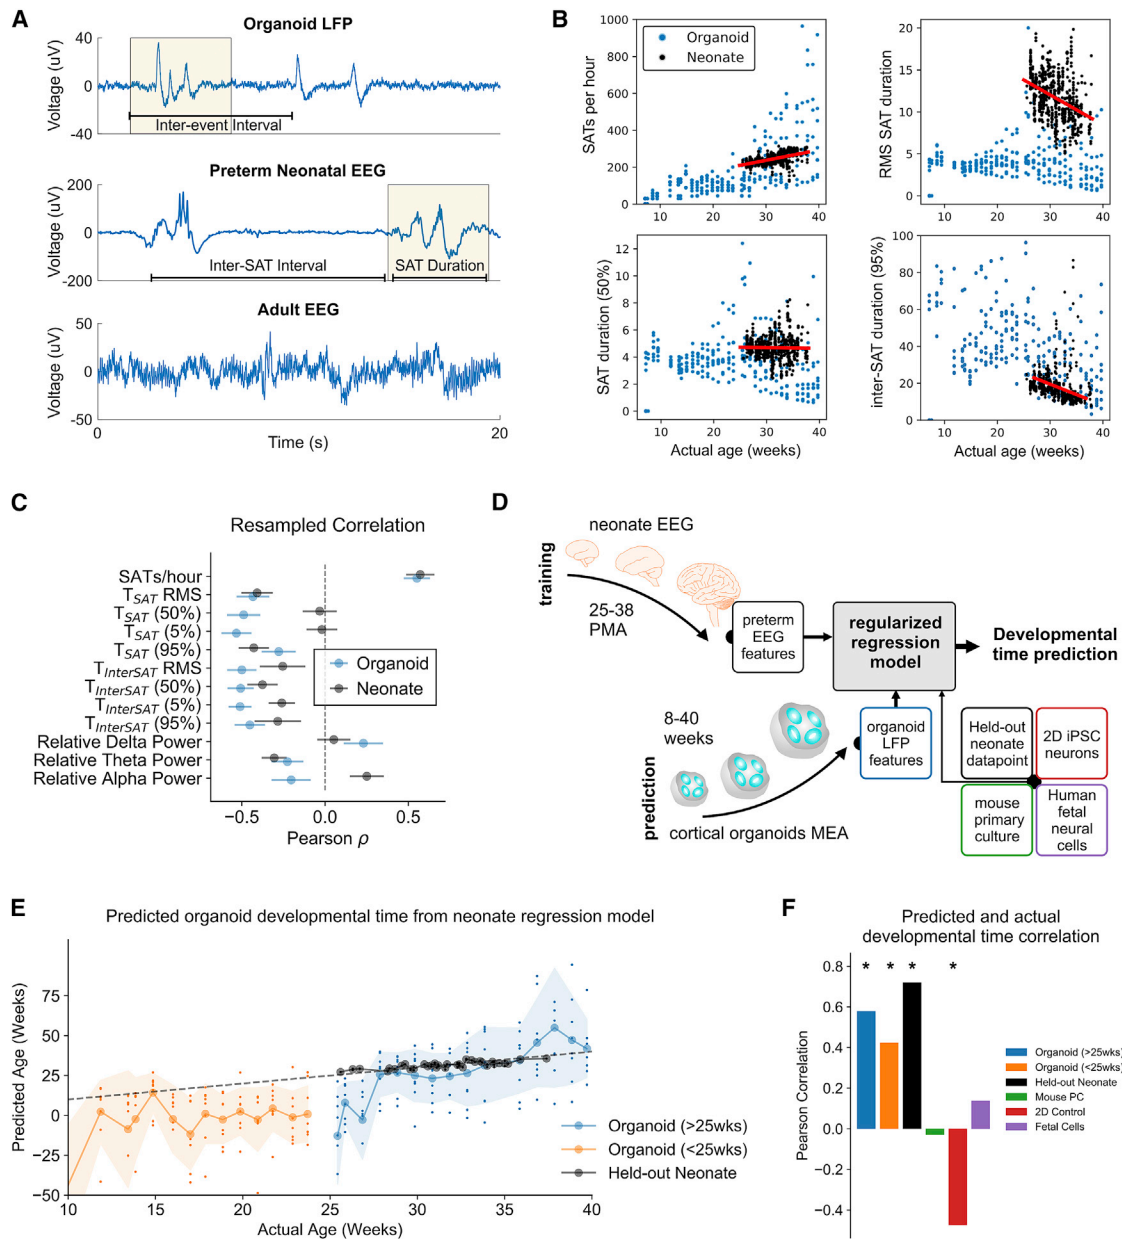 A
Organoid LFP
Voltage (uV)
40
0
-40
Inter-event Interval
Preterm Neonatal EEG
Voltage (uV)
200
0
-200
Inter-SAT Interval
SAT Duration
Adult EEG
Voltage (uV)
50
0
-50
0
20
Time (s)
B
SATs per hour
1000
800
600
400
200
0
0 10 20 30 40
Organoid
Neonate
RMS SAT duration
20
15
10
5
0
0 10 20 30 40
SAT duration (50%)
12
10
8
6
4
2
0
0 10 20 30 40
Actual age (weeks)
inter-SAT duration (95%)
100
80
60
40
20
0
0 10 20 30 40
Actual age (weeks)
C
Resampled Correlation
SATs/hour
TSAT RMS
TSAT (50%)
TSAT (5%)
TSAT (95%)
TInterSAT RMS
TInterSAT (50%)
TInterSAT (5%)
TInterSAT (95%)
Relative Delta Power
Relative Theta Power
Relative Alpha Power
Organoid
Neonate
−0.5 0.0 0.5
Pearson ρ
D
training
neonate EEG
25-38
PMA
preterm
EEG
features
regularized
regression
model
Developmental
time prediction
prediction
8-40
weeks
cortical organoids MEA
organoid
LFP
features
Held-out
neonate
datapoint
2D iPSC
neurons
mouse
primary
culture
Human
fetal
neural
cells
E
Predicted organoid developmental time from neonate regression model
Predicted Age (Weeks)
75
50
25
0
−25
−50
10 15 20 25 30 35 40
Actual Age (Weeks)
Organoid (>25wks)
Organoid (<25wks)
Held-out Neonate
F
Predicted and actual
developmental time correlation
Pearson Correlation
0.8
0.6
0.4
0.2
0.0
−0.2
−0.4
* * * *
Organoid (>25wks)
Organoid (<25wks)
Held-out Neonate
Mouse PC
2D Control
Fetal Cells